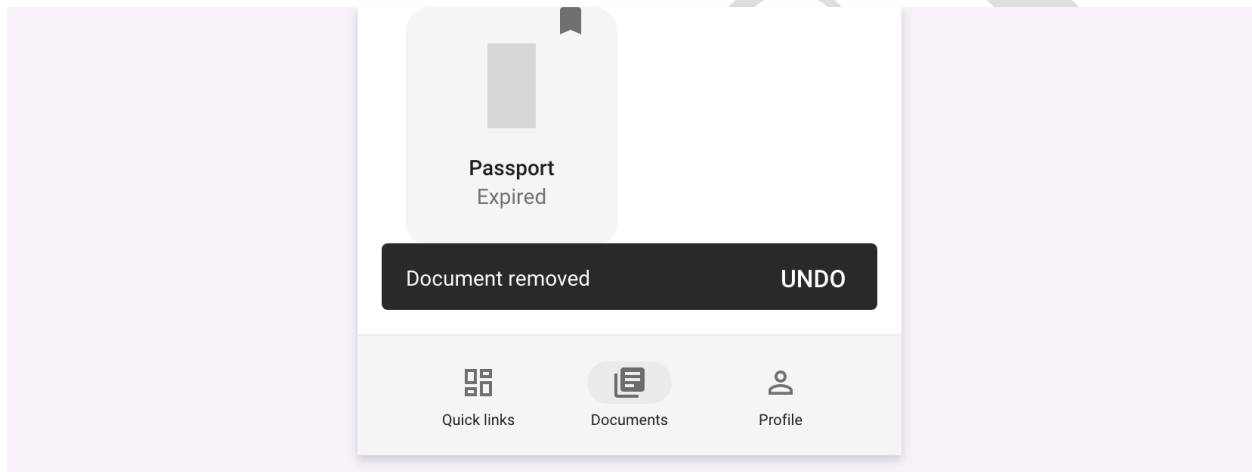 Passport
Expired
Document removed UNDO
Quick links Documents Profile